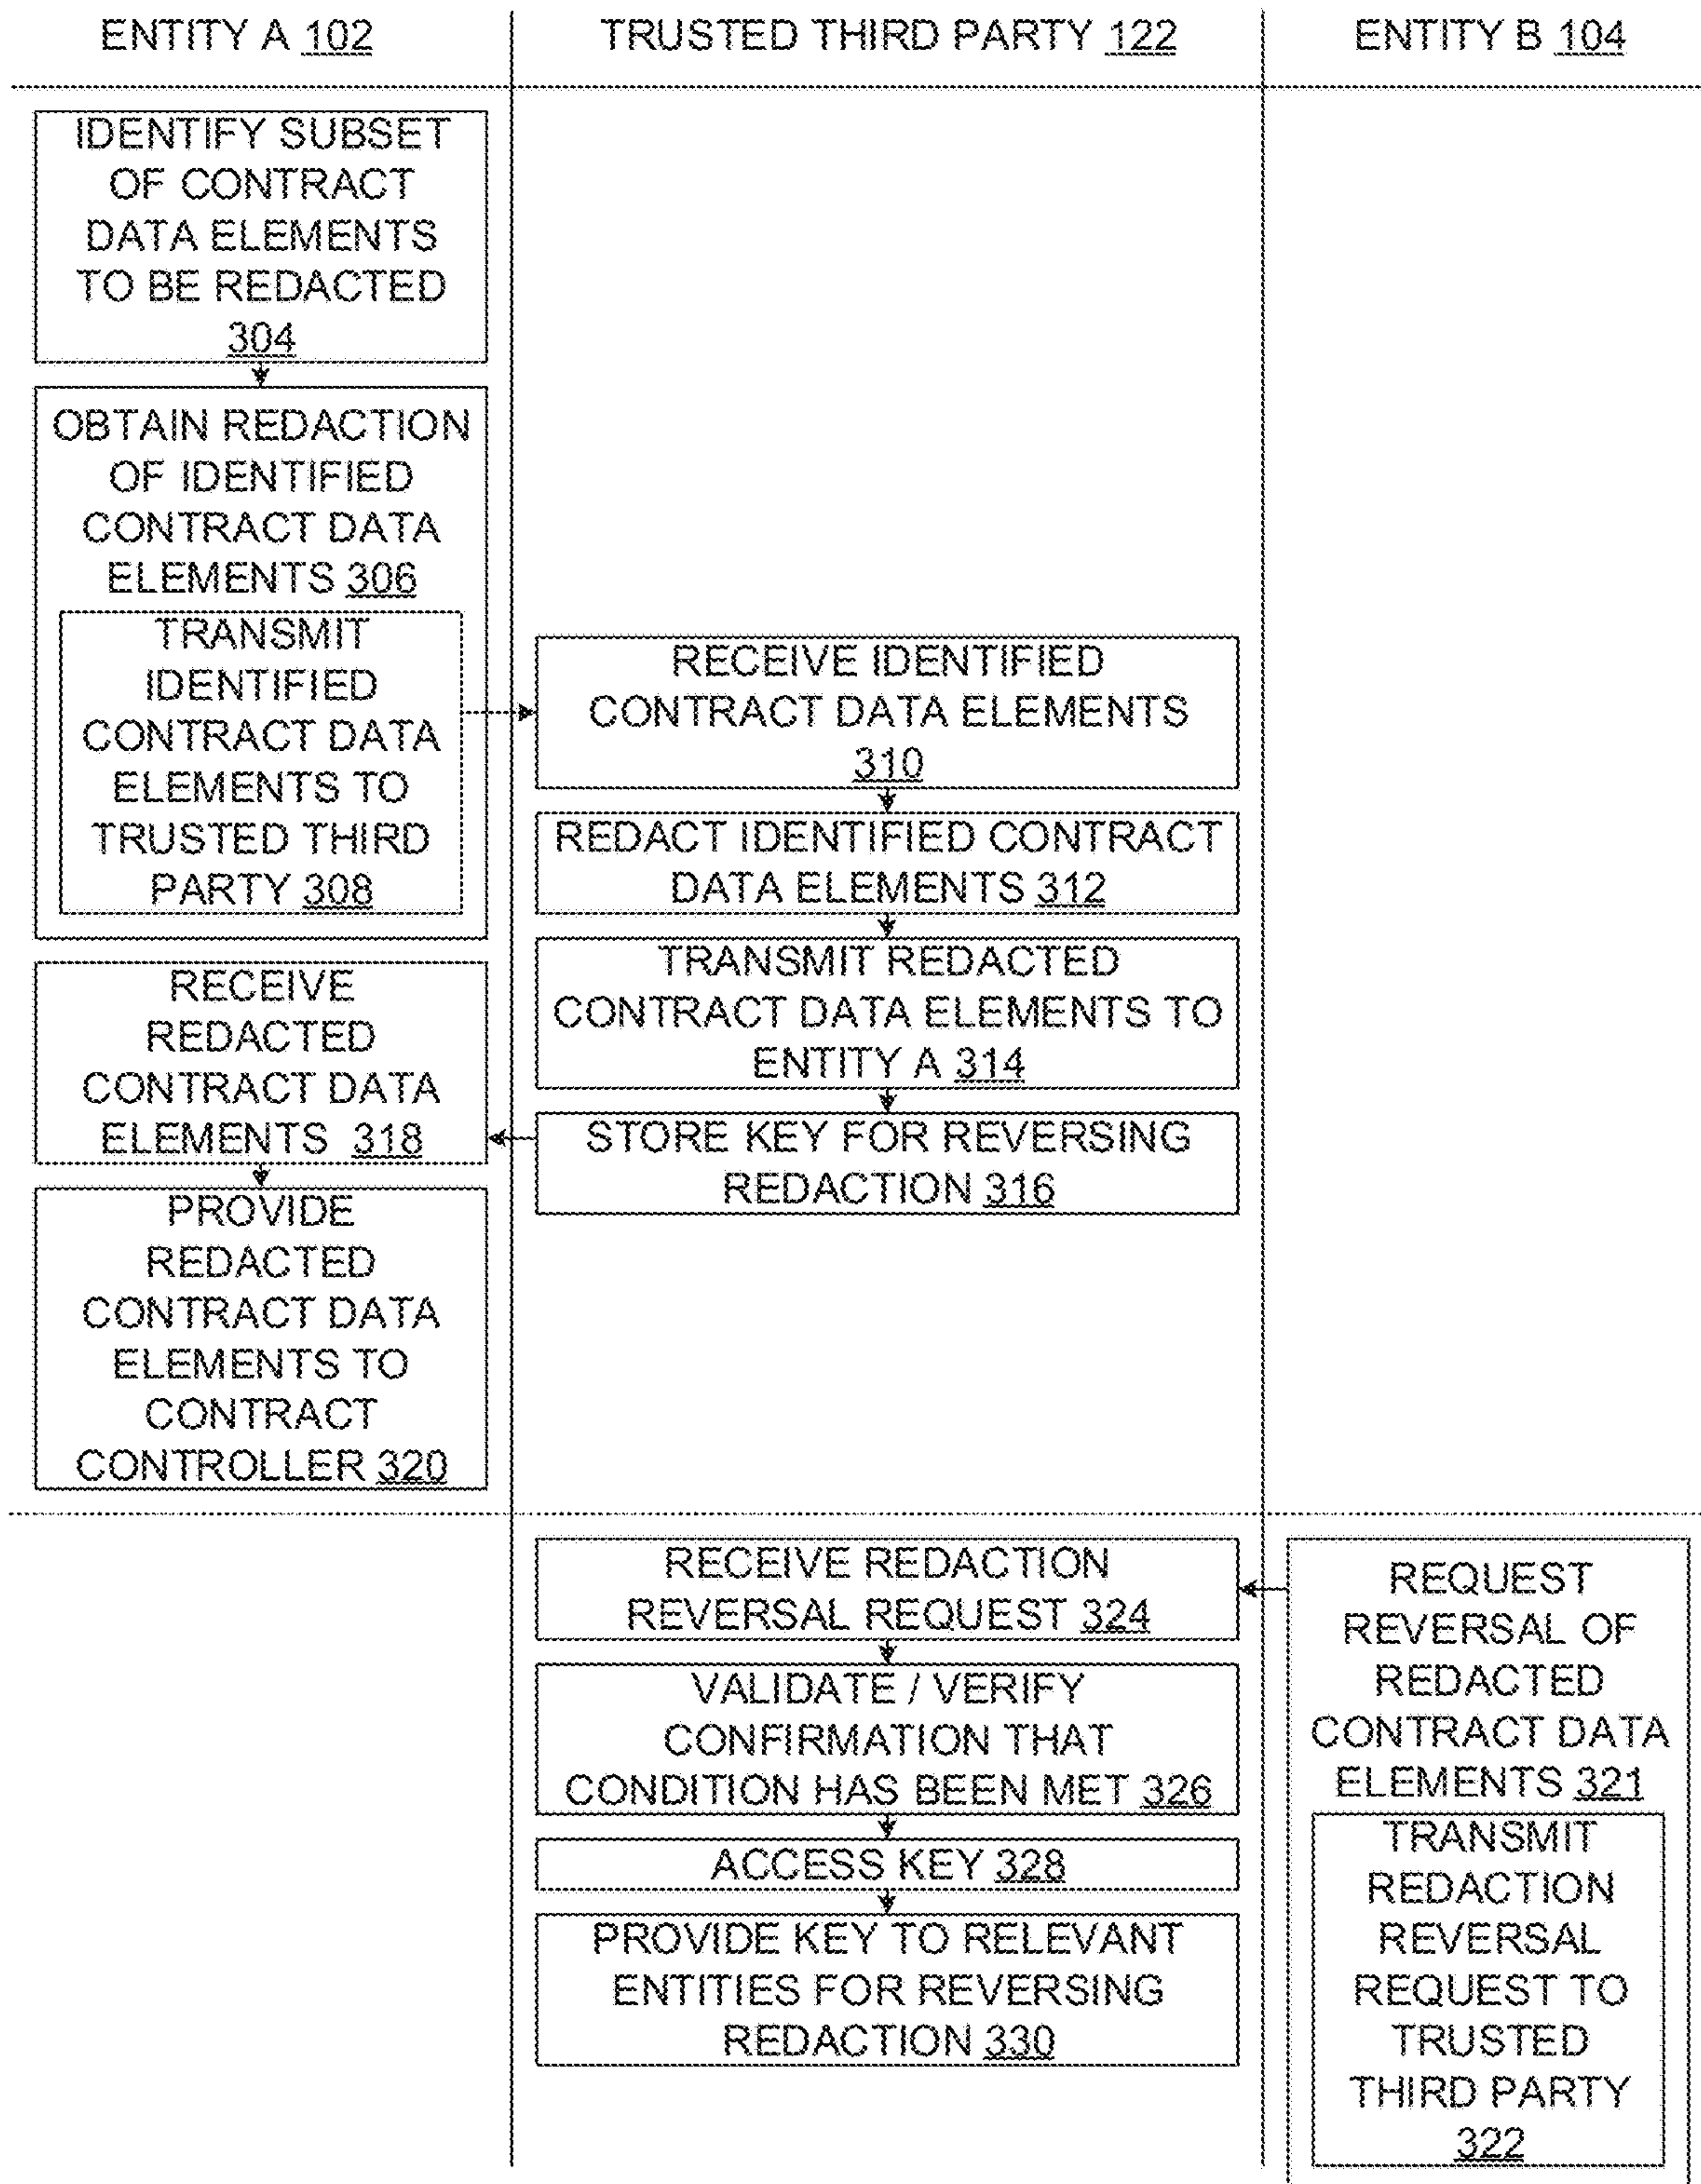 ENTITY A 102
TRUSTED THIRD PARTY 122
ENTITY B 104
IDENTIFY SUBSET
OF CONTRACT
DATA ELEMENTS
TO BE REDACTED
304
OBTAIN REDACTION
OF IDENTIFIED
CONTRACT DATA
ELEMENTS 306
TRANSMIT
IDENTIFIED
CONTRACT DATA
ELEMENTS TO
TRUSTED THIRD
PARTY 308
RECEIVE IDENTIFIED
CONTRACT DATA ELEMENTS
310
REDACT IDENTIFIED CONTRACT
DATA ELEMENTS 312
TRANSMIT REDACTED
CONTRACT DATA ELEMENTS TO
ENTITY A 314
STORE KEY FOR REVERSING
REDACTION 316
RECEIVE
REDACTED
CONTRACT DATA
ELEMENTS 318
PROVIDE
REDACTED
CONTRACT DATA
ELEMENTS TO
CONTRACT
CONTROLLER 320
REQUEST
REVERSAL OF
REDACTED
CONTRACT DATA
ELEMENTS 321
TRANSMIT
REDACTION
REVERSAL
REQUEST TO
TRUSTED
THIRD PARTY
322
RECEIVE REDACTION
REVERSAL REQUEST 324
VALIDATE / VERIFY
CONFIRMATION THAT
CONDITION HAS BEEN MET 326
ACCESS KEY 328
PROVIDE KEY TO RELEVANT
ENTITIES FOR REVERSING
REDACTION 330